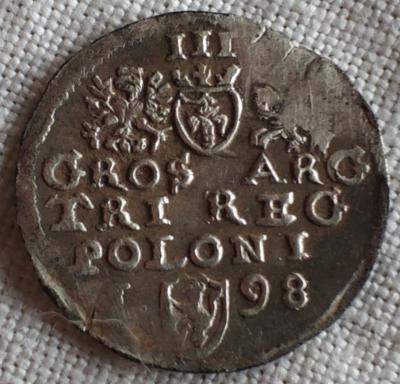 III
GROS ARG
TRI REG
POLONI
98